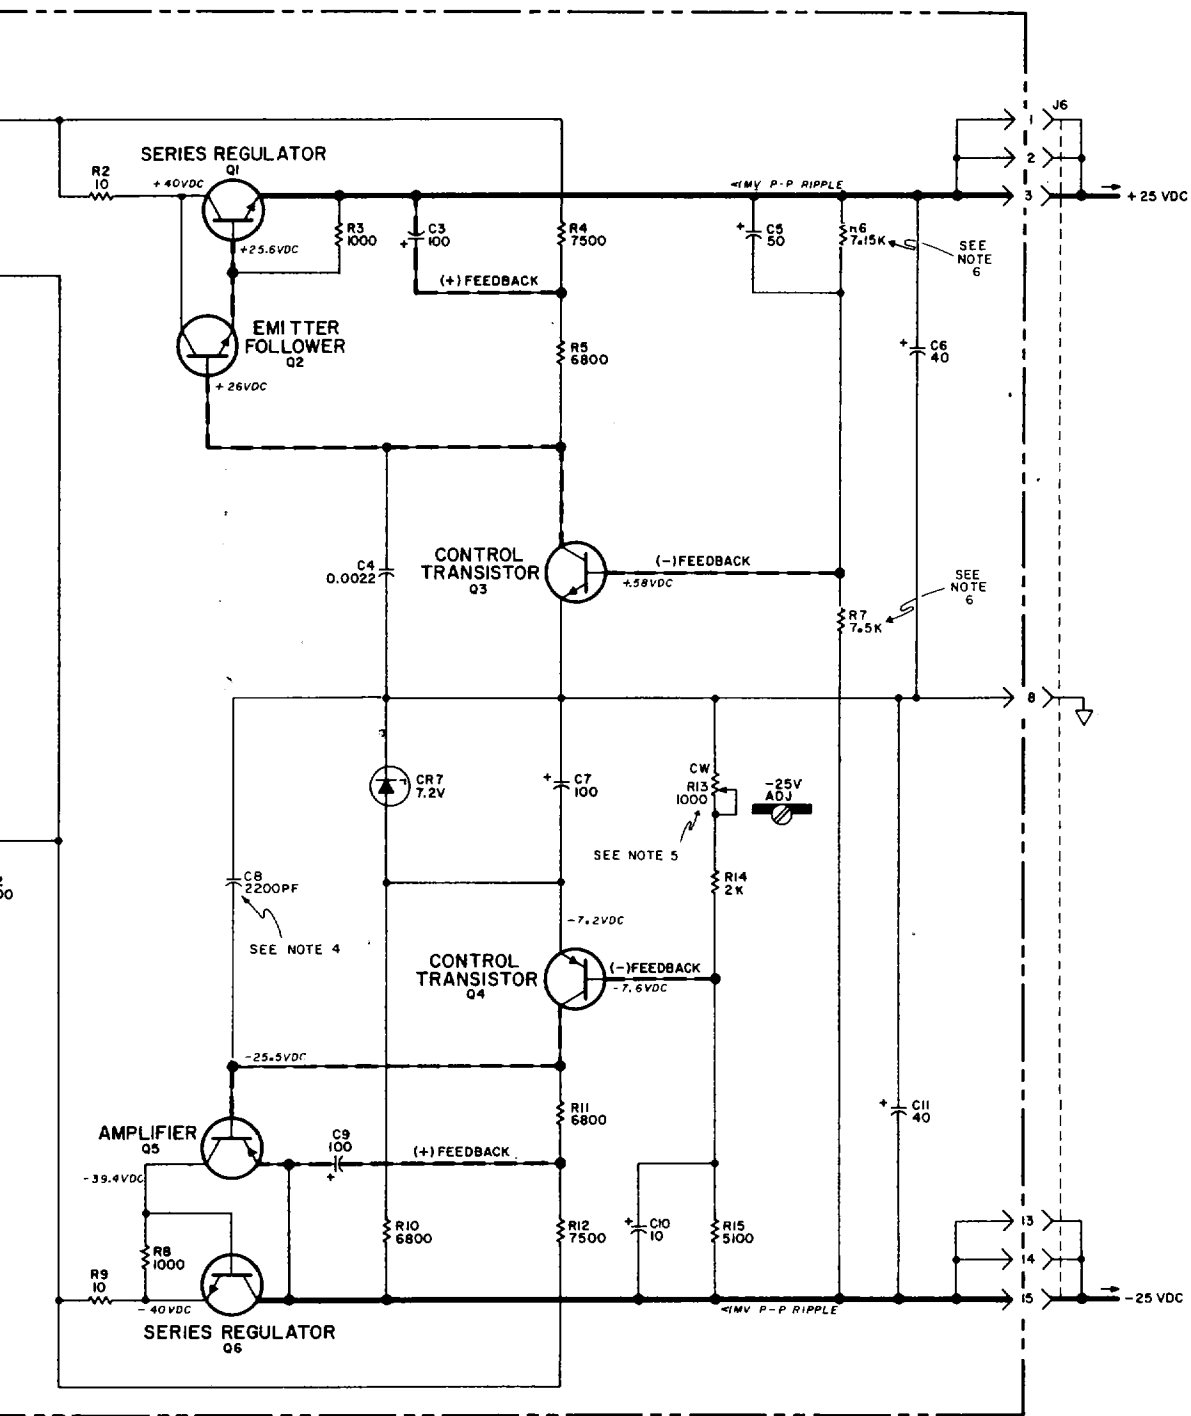 J6
1
2
3
+25 VDC
SERIES REGULATOR
Q1
R2
10
+40VDC
<1MV P-P RIPPLE
+25.6VDC
R3
1000
+
C3
100
R4
7500
+
C5
50
7.15K
SEE
NOTE
6
(+) FEEDBACK
EMITTER
FOLLOWER
Q2
+26VDC
R5
6800
+
C6
40
C4
0.0022
CONTROL
TRANSISTOR
Q3
(-)FEEDBACK
+.58VDC
SEE
NOTE
6
R7
7.5K
8
CR7
7.2V
+
C7
100
CW
R13
1000
-25V
ADJ
SEE NOTE 5
C8
2200PF
R14
2K
SEE NOTE 4
-7.2VDC
CONTROL
TRANSISTOR
Q4
(-)FEEDBACK
-7.6VDC
-25.5VDC
R11
6800
+
C11
40
AMPLIFIER
Q5
C9
100
+
(+) FEEDBACK
-39.4VDC
R8
1000
R10
6800
R12
7500
+
C10
10
R15
5100
13
14
15
-25 VDC
R9
10
-40VDC
<1MV P-P RIPPLE
SERIES REGULATOR
Q6